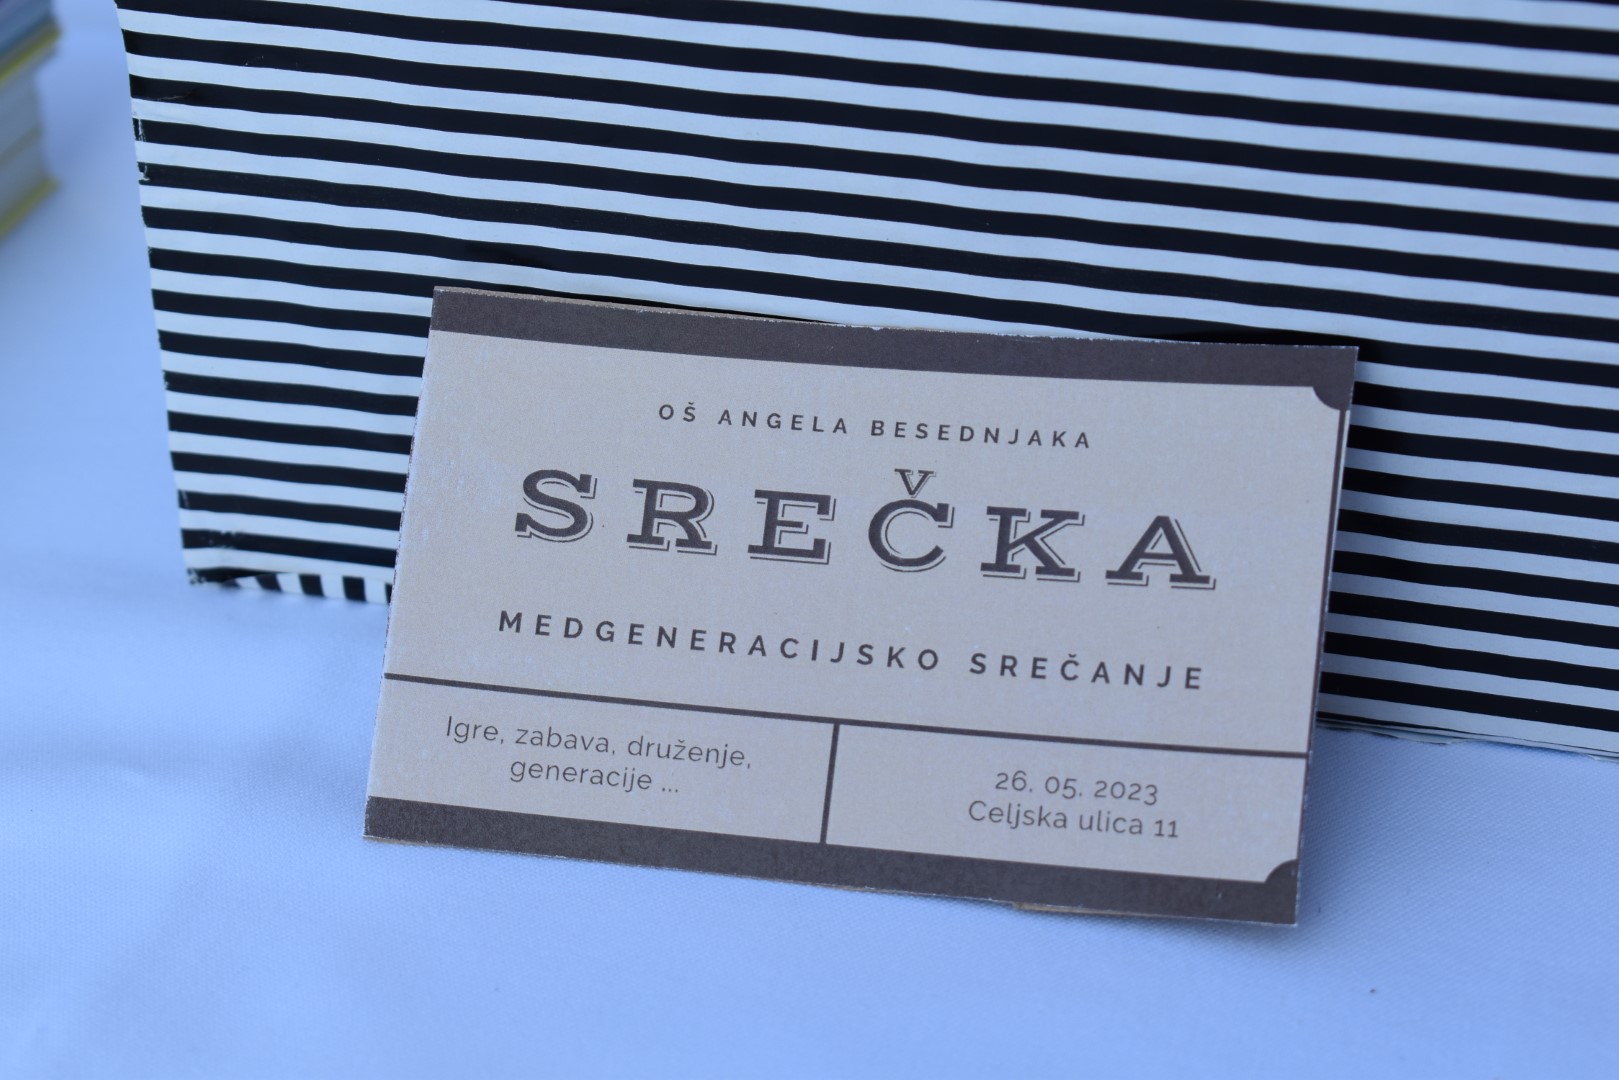 OŠ ANGELA BESEDNJAKA
SREČKA
MEDGENERACIJSKO SREČANJE
Igre, zabava, druženje,
generacije ...
26. 05. 2023
Celjska ulica 11